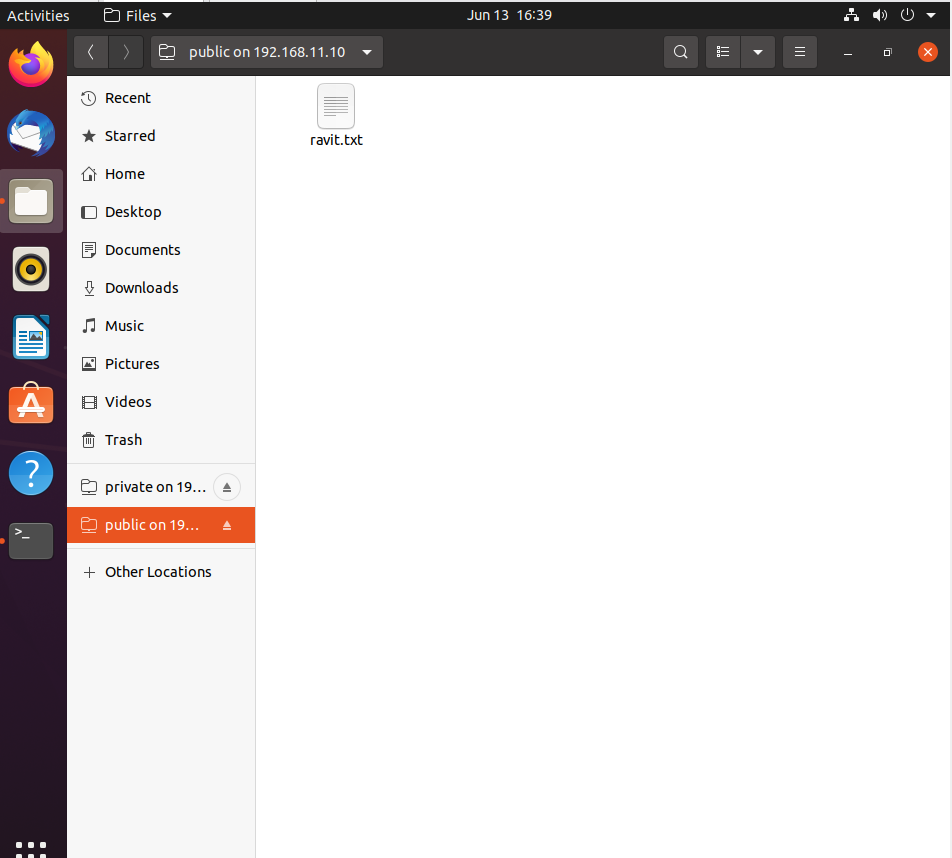 Activities
Files
Jun 13 16:39
public on 192.168.11.10
Recent
Starred
Home
Desktop
Documents
Downloads
Music
Pictures
Videos
Trash
private on 19...
public on 19...
Other Locations
ravit.txt